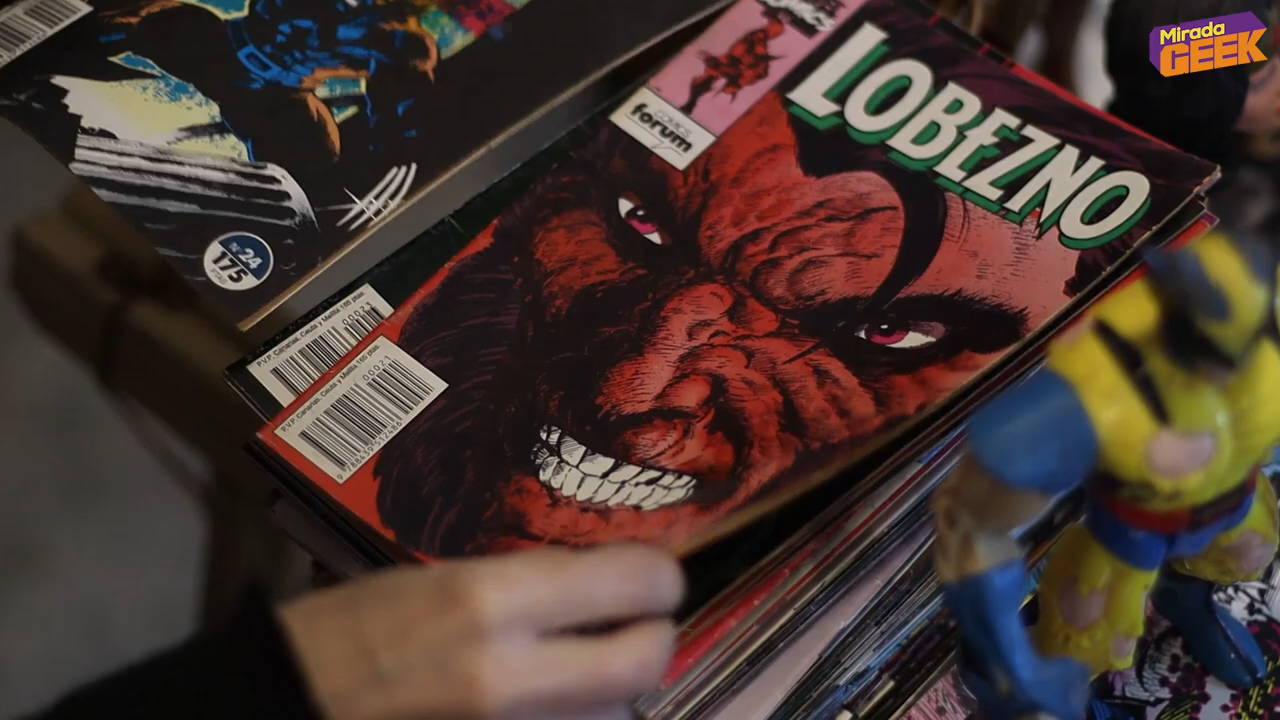 Mirada
GEEK
LOBEZNO
COMICS
forum
Nº 24
175
P.V.P. Canarias, Ceuta y Melilla 165 ptas.
00023
P.V.P. Canarias, Ceuta y Melilla 165 ptas.
00021